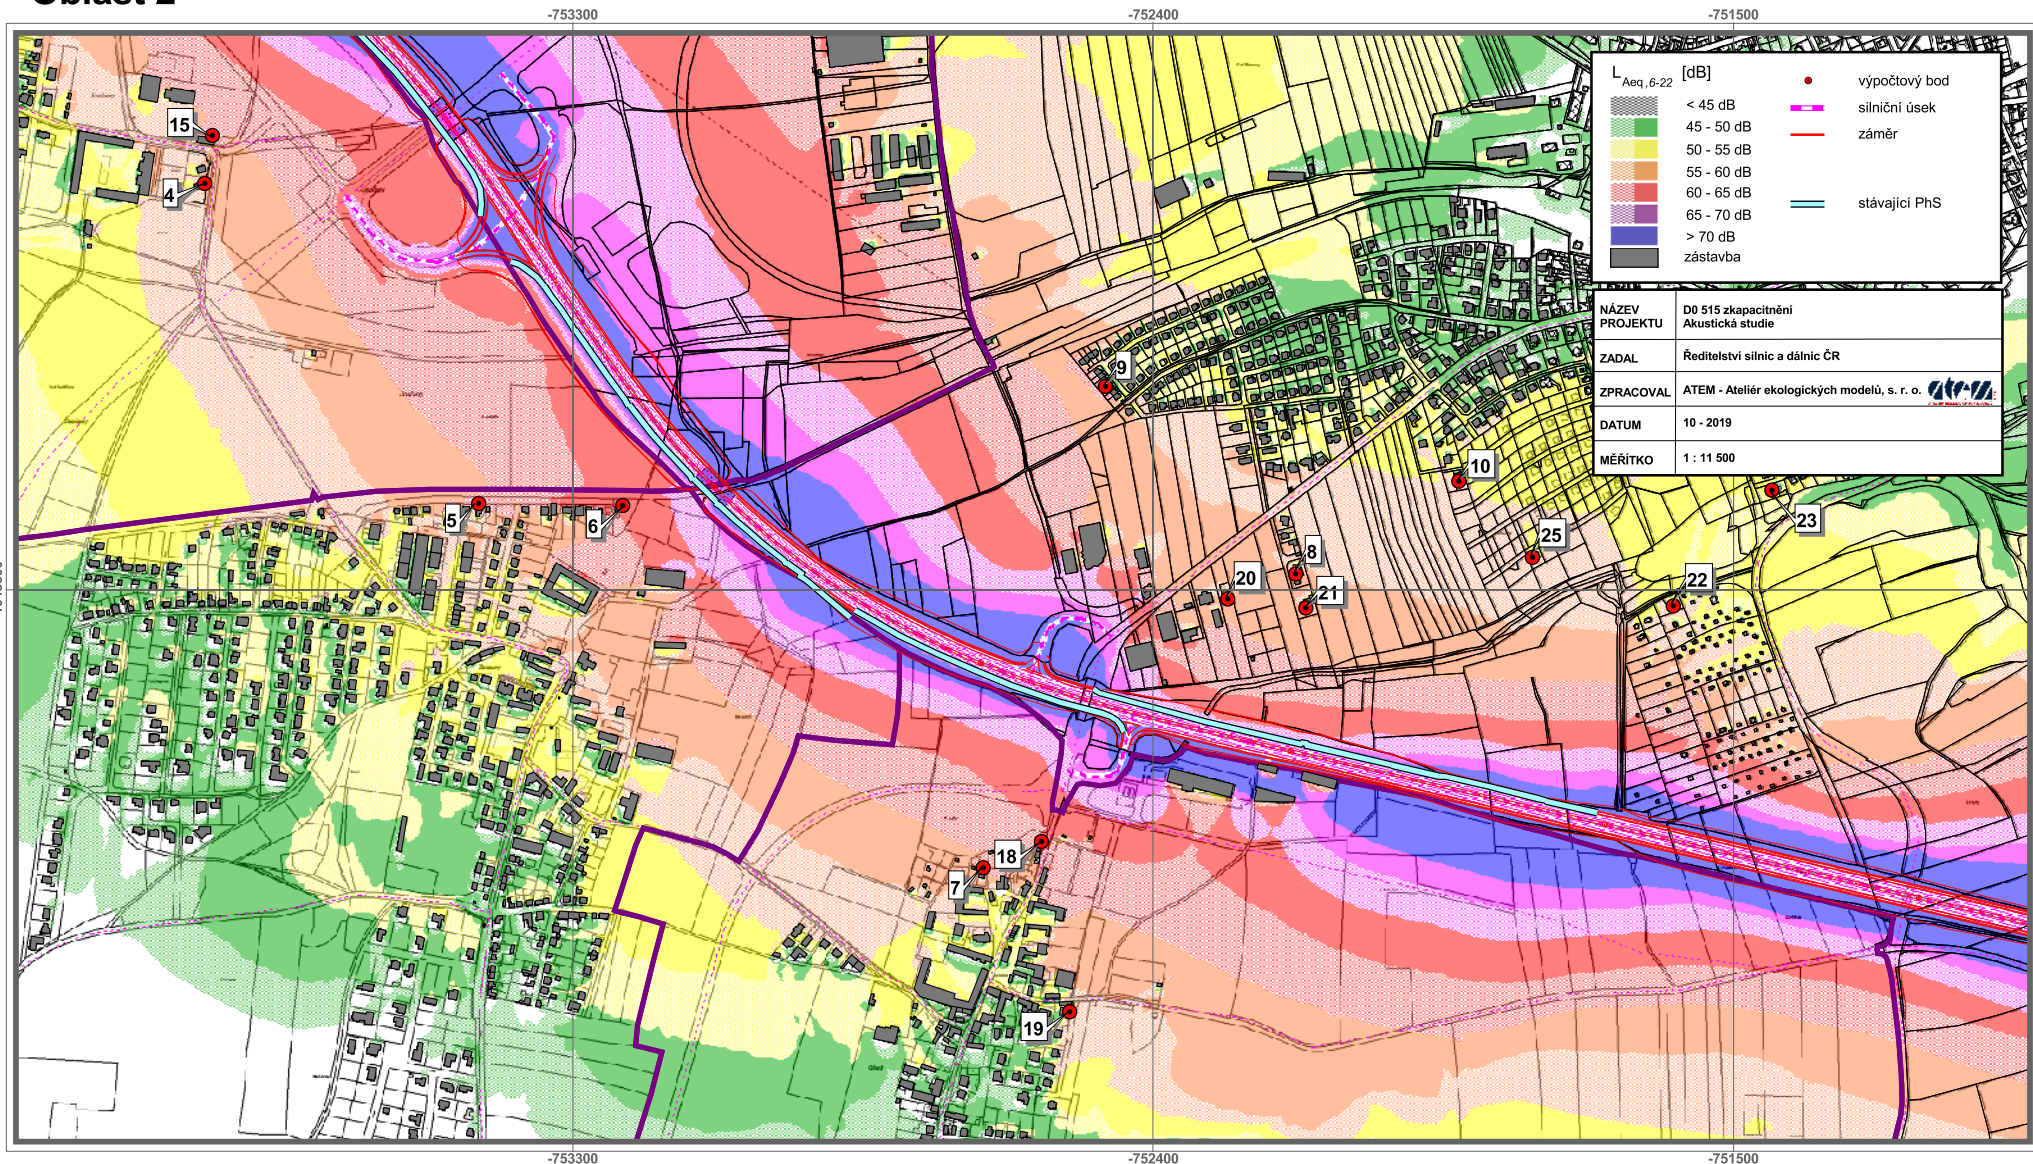 -753300
-752400
-751500
L Aeq,6-22 [dB]
< 45 dB
45 - 50 dB
50 - 55 dB
55 - 60 dB
60 - 65 dB
65 - 70 dB
> 70 dB
zástavba
výpočtový bod
silniční úsek
záměr
stávající PhS
NÁZEV PROJEKTU
D0 515 zkapacitnění
Akustická studie
ZADAL
Ředitelství silnic a dálnic ČR
ZPRACOVAL
ATEM - Ateliér ekologických modelů, s. r. o.
atem
DATUM
10 - 2019
MĚŘÍTKO
1 : 11 500
15
4
9
10
5
6
23
25
8
20
21
22
18
7
19
-753300
-752400
-751500